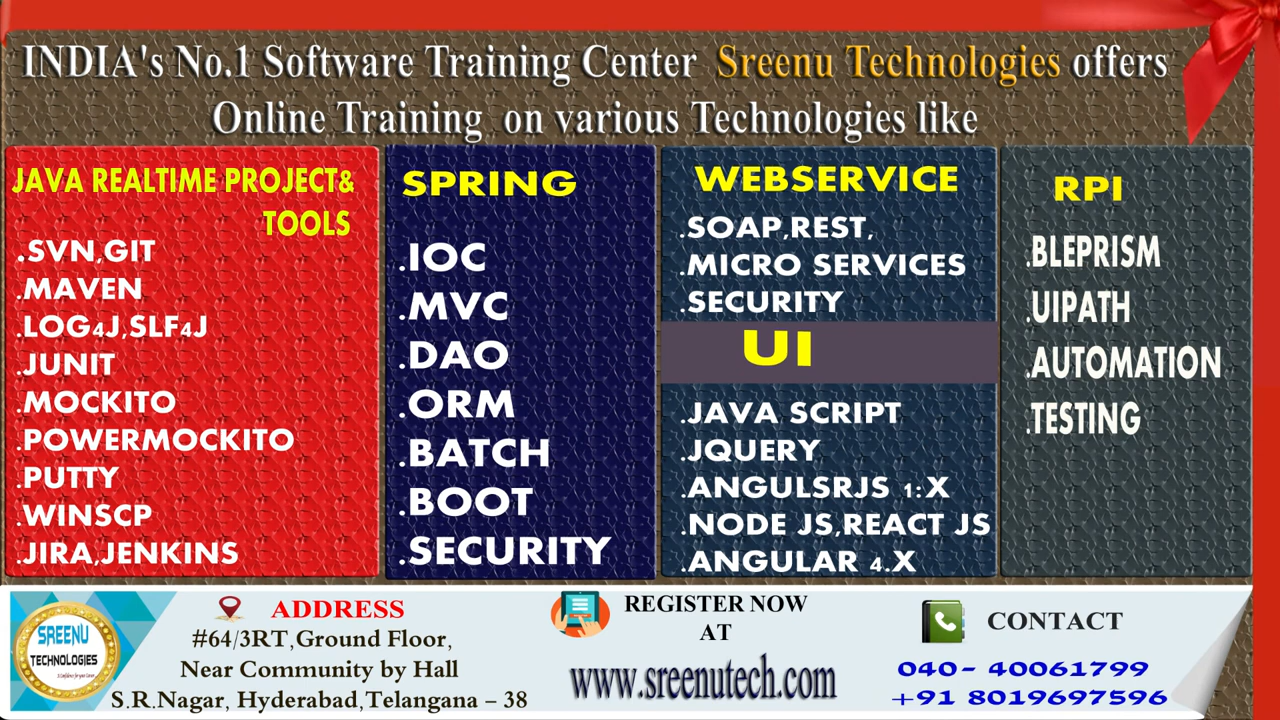 INDIA's No.1 Software Training Center Sreenu Technologies offers
Online Training on various Technologies like
JAVA REALTIME PROJECT&
TOOLS
.SVN,GIT
.MAVEN
.LOG4J,SLF4J
.JUNIT
.MOCKITO
.POWERMOCKITO
.PUTTY
.WINSCP
.JIRA,JENKINS
SPRING
.IOC
.MVC
.DAO
.ORM
.BATCH
.BOOT
.SECURITY
WEBSERVICE
.SOAP,REST,
.MICRO SERVICES
.SECURITY
UI
.JAVA SCRIPT
.JQUERY
.ANGULSRJS 1:X
.NODE JS,REACT JS
.ANGULAR 4.X
RPI
.BLEPRISM
.UIPATH
.AUTOMATION
.TESTING
SREENU
TECHNOLOGIES
ADDRESS
#64/3RT,Ground Floor,
Near Community by Hall
S.R.Nagar, Hyderabad,Telangana – 38
REGISTER NOW
AT
www.sreenutech.com
CONTACT
040- 40061799
+91 8019697596